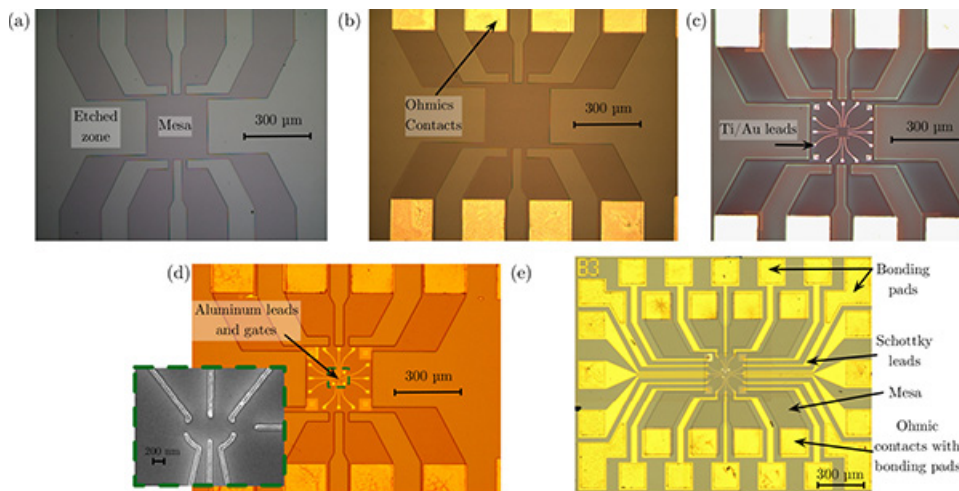 (a)
Etched
zone
Mesa
300 µm
(b)
Ohmics
Contacts
300 µm
(c)
Ti/Au leads
300 µm
(d)
Aluminum leads
and gates
300 µm
200 nm
(e)
B3
Bonding
pads
Schottky
leads
Mesa
Ohmic
contacts with
bonding pads
300 µm